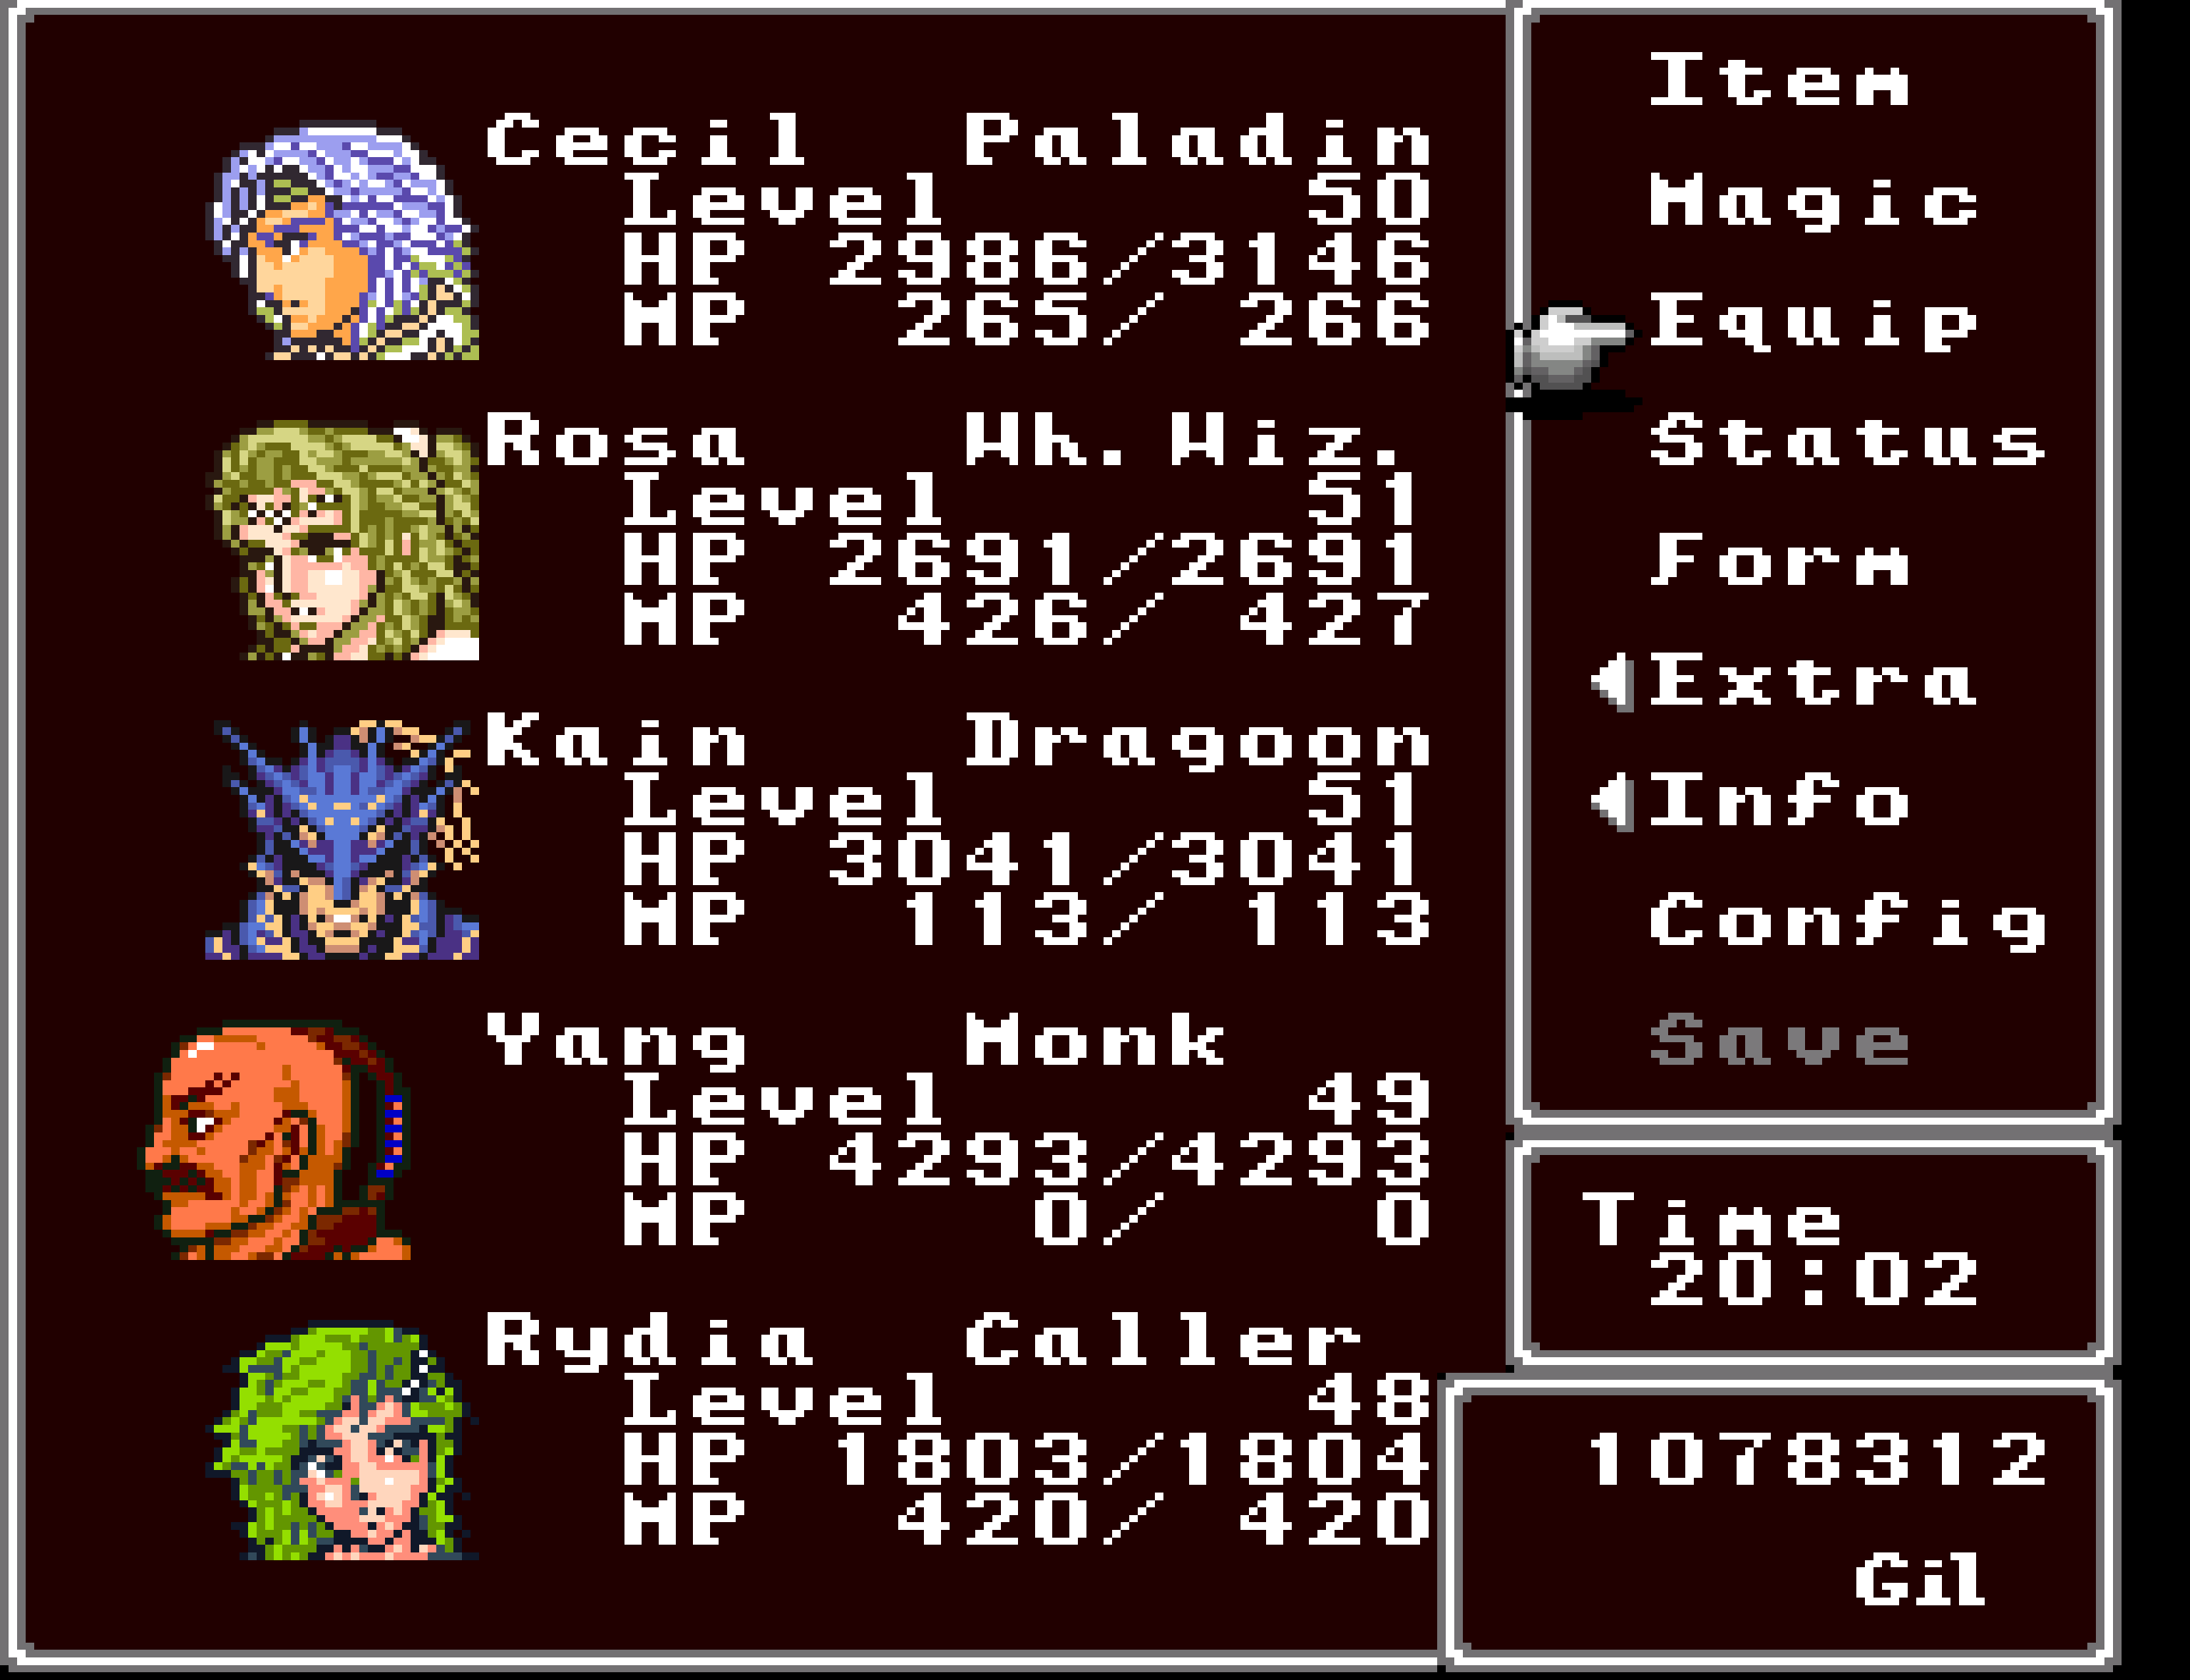 Cecil Paladin
Level 50
HP 2986/3146
MP 265/ 266
Rosa Wh.Wiz.
Level 51
HP 2691/2691
MP 426/ 427
Kain Dragoon
Level 51
HP 3041/3041
MP 113/ 113
Yang Monk
Level 49
HP 4293/4293
MP 0/ 0
Rydia Caller
Level 48
HP 1803/1804
MP 420/ 420
Item
Magic
Equip
Status
Form
Extra
Info
Config
Save
Time
20:02
1078312
Gil